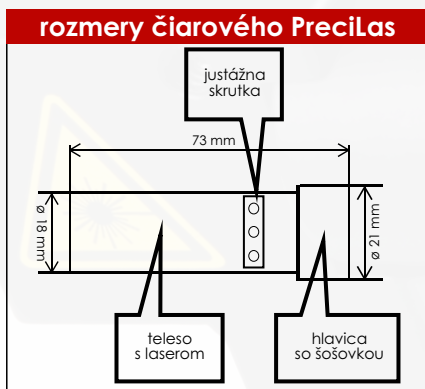 rozmery čiarového PreciLas
justážna
skrutka
73 mm
ø 18 mm
ø 21 mm
teleso
s laserom
hlavica
so šošovkou